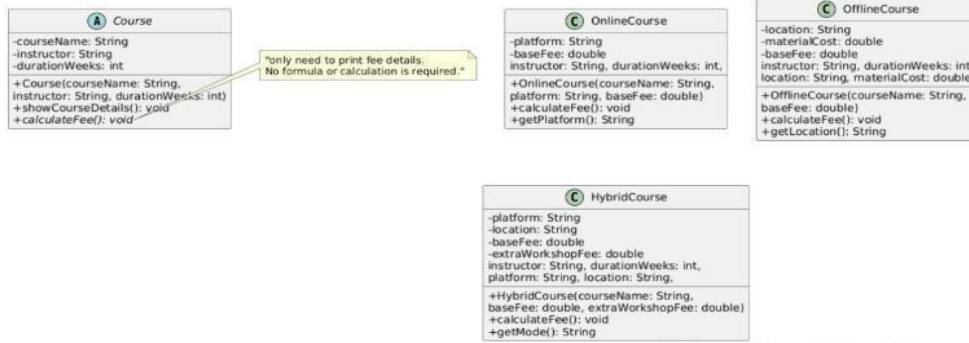 A Course
-courseName: String
-instructor: String
-durationWeeks: int
+Course(courseName: String,
instructor: String, durationWeeks: int)
+showCourseDetails(): void
+calculateFee(): void
"only need to print fee details.
No formula or calculation is required."
C OnlineCourse
-platform: String
-baseFee: double
instructor: String, durationWeeks: int,
+OnlineCourse(courseName: String,
platform: String, baseFee: double)
+calculateFee(): void
+getPlatform(): String
C OfflineCourse
-location: String
-materialCost: double
-baseFee: double
instructor: String, durationWeeks: int
location: String, materialCost: double
+OfflineCourse(courseName: String,
baseFee: double)
+calculateFee(): void
+getLocation(): String
C HybridCourse
-platform: String
-location: String
-baseFee: double
-extraWorkshopFee: double
instructor: String, durationWeeks: int,
platform: String, location: String,
+HybridCourse(courseName: String,
baseFee: double, extraWorkshopFee: double)
+calculateFee(): void
+getMode(): String